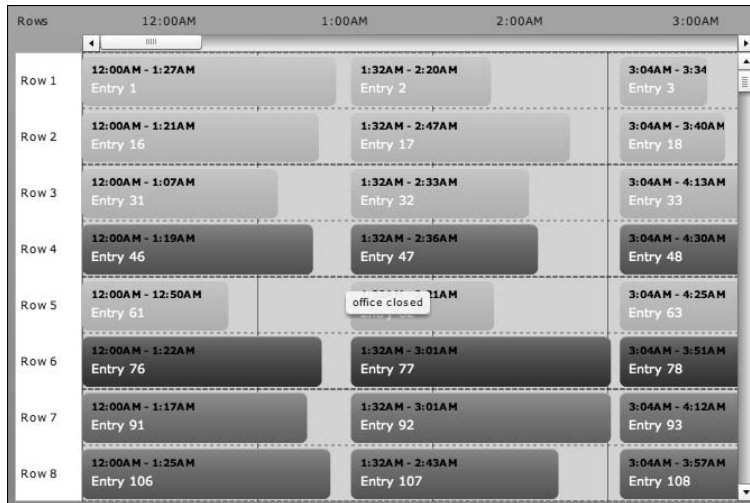 Rows 12:00AM 1:00AM 2:00AM 3:00AM
Row 1
12:00AM - 1:27AM 1:32AM - 2:20AM 3:04AM - 3:34
Entry 1 Entry 2 Entry 3
Row 2
12:00AM - 1:21AM 1:32AM - 2:47AM 3:04AM - 3:40AM
Entry 16 Entry 17 Entry 18
Row 3
12:00AM - 1:07AM 1:32AM - 2:33AM 3:04AM - 4:13AM
Entry 31 Entry 32 Entry 33
Row 4
12:00AM - 1:19AM 1:32AM - 2:36AM 3:04AM - 4:30AM
Entry 46 Entry 47 Entry 48
Row 5
12:00AM - 12:50AM 3:04AM - 4:25AM
office closed
Entry 61 Entry 63
Row 6
12:00AM - 1:22AM 1:32AM - 3:01AM 3:04AM - 3:51AM
Entry 76 Entry 77 Entry 78
Row 7
12:00AM - 1:17AM 1:32AM - 3:01AM 3:04AM - 4:12AM
Entry 91 Entry 92 Entry 93
Row 8
12:00AM - 1:25AM 1:32AM - 2:43AM 3:04AM - 3:57AM
Entry 106 Entry 107 Entry 108